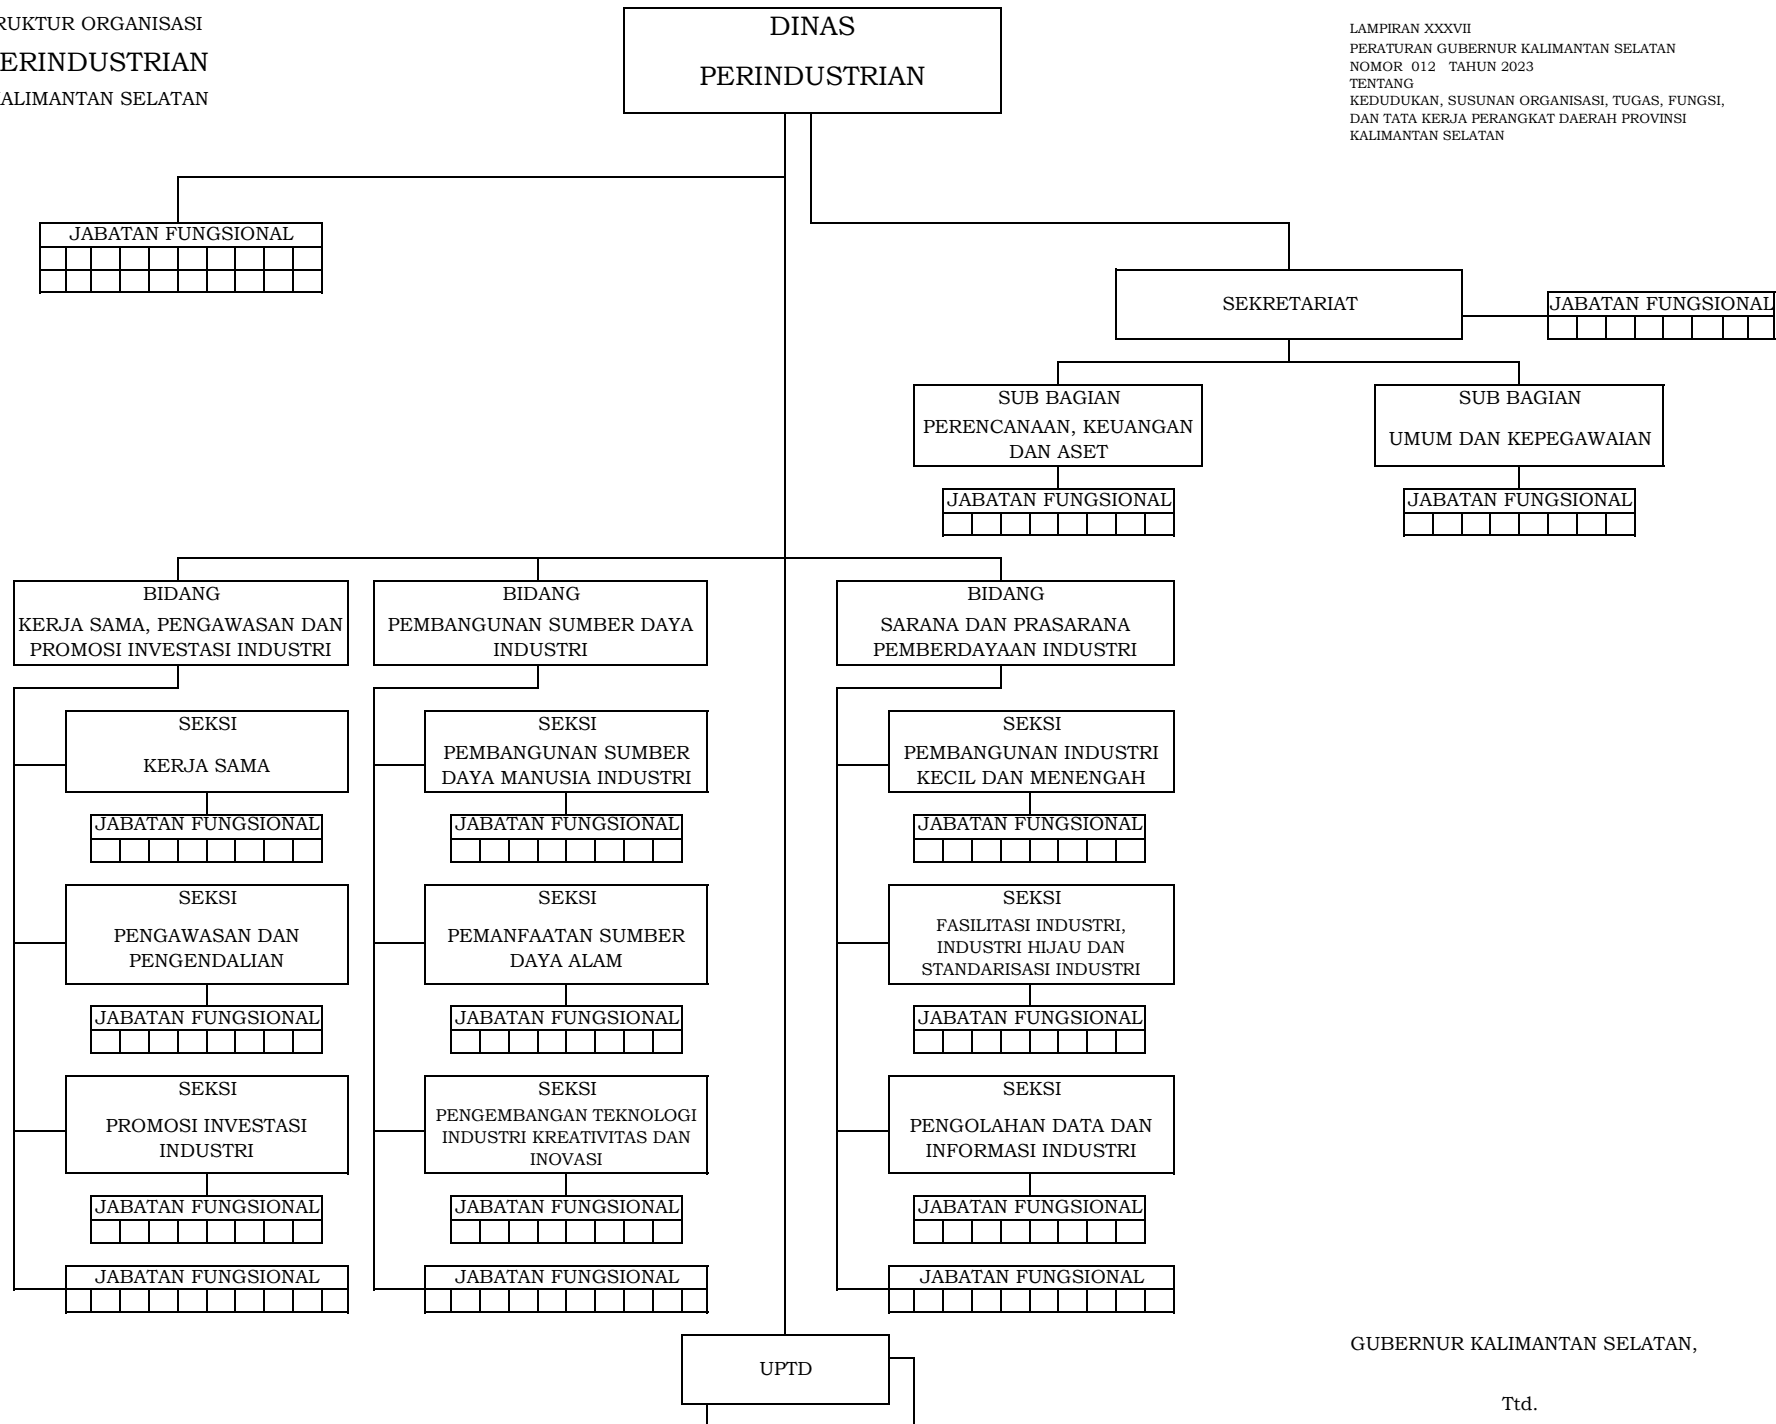 RUKTUR ORGANISASI
ERINDUSTRIAN
KALIMANTAN SELATAN
DINAS
PERINDUSTRIAN
LAMPIRAN XXXVII
PERATURAN GUBERNUR KALIMANTAN SELATAN
NOMOR 012 TAHUN 2023
TENTANG
KEDUDUKAN, SUSUNAN ORGANISASI, TUGAS, FUNGSI,
DAN TATA KERJA PERANGKAT DAERAH PROVINSI
KALIMANTAN SELATAN
JABATAN FUNGSIONAL
SEKRETARIAT
JABATAN FUNGSIONAL
SUB BAGIAN
PERENCANAAN, KEUANGAN
DAN ASET
JABATAN FUNGSIONAL
SUB BAGIAN
UMUM DAN KEPEGAWAIAN
JABATAN FUNGSIONAL
BIDANG
KERJA SAMA, PENGAWASAN DAN
PROMOSI INVESTASI INDUSTRI
SEKSI
KERJA SAMA
JABATAN FUNGSIONAL
SEKSI
PENGAWASAN DAN
PENGENDALIAN
JABATAN FUNGSIONAL
SEKSI
PROMOSI INVESTASI
INDUSTRI
JABATAN FUNGSIONAL
JABATAN FUNGSIONAL
BIDANG
PEMBANGUNAN SUMBER DAYA
INDUSTRI
SEKSI
PEMBANGUNAN SUMBER
DAYA MANUSIA INDUSTRI
JABATAN FUNGSIONAL
SEKSI
PEMANFAATAN SUMBER
DAYA ALAM
JABATAN FUNGSIONAL
SEKSI
PENGEMBANGAN TEKNOLOGI
INDUSTRI KREATIVITAS DAN
INOVASI
JABATAN FUNGSIONAL
JABATAN FUNGSIONAL
BIDANG
SARANA DAN PRASARANA
PEMBERDAYAAN INDUSTRI
SEKSI
PEMBANGUNAN INDUSTRI
KECIL DAN MENENGAH
JABATAN FUNGSIONAL
SEKSI
FASILITASI INDUSTRI,
INDUSTRI HIJAU DAN
STANDARISASI INDUSTRI
JABATAN FUNGSIONAL
SEKSI
PENGOLAHAN DATA DAN
INFORMASI INDUSTRI
JABATAN FUNGSIONAL
JABATAN FUNGSIONAL
UPTD
GUBERNUR KALIMANTAN SELATAN,
Ttd.